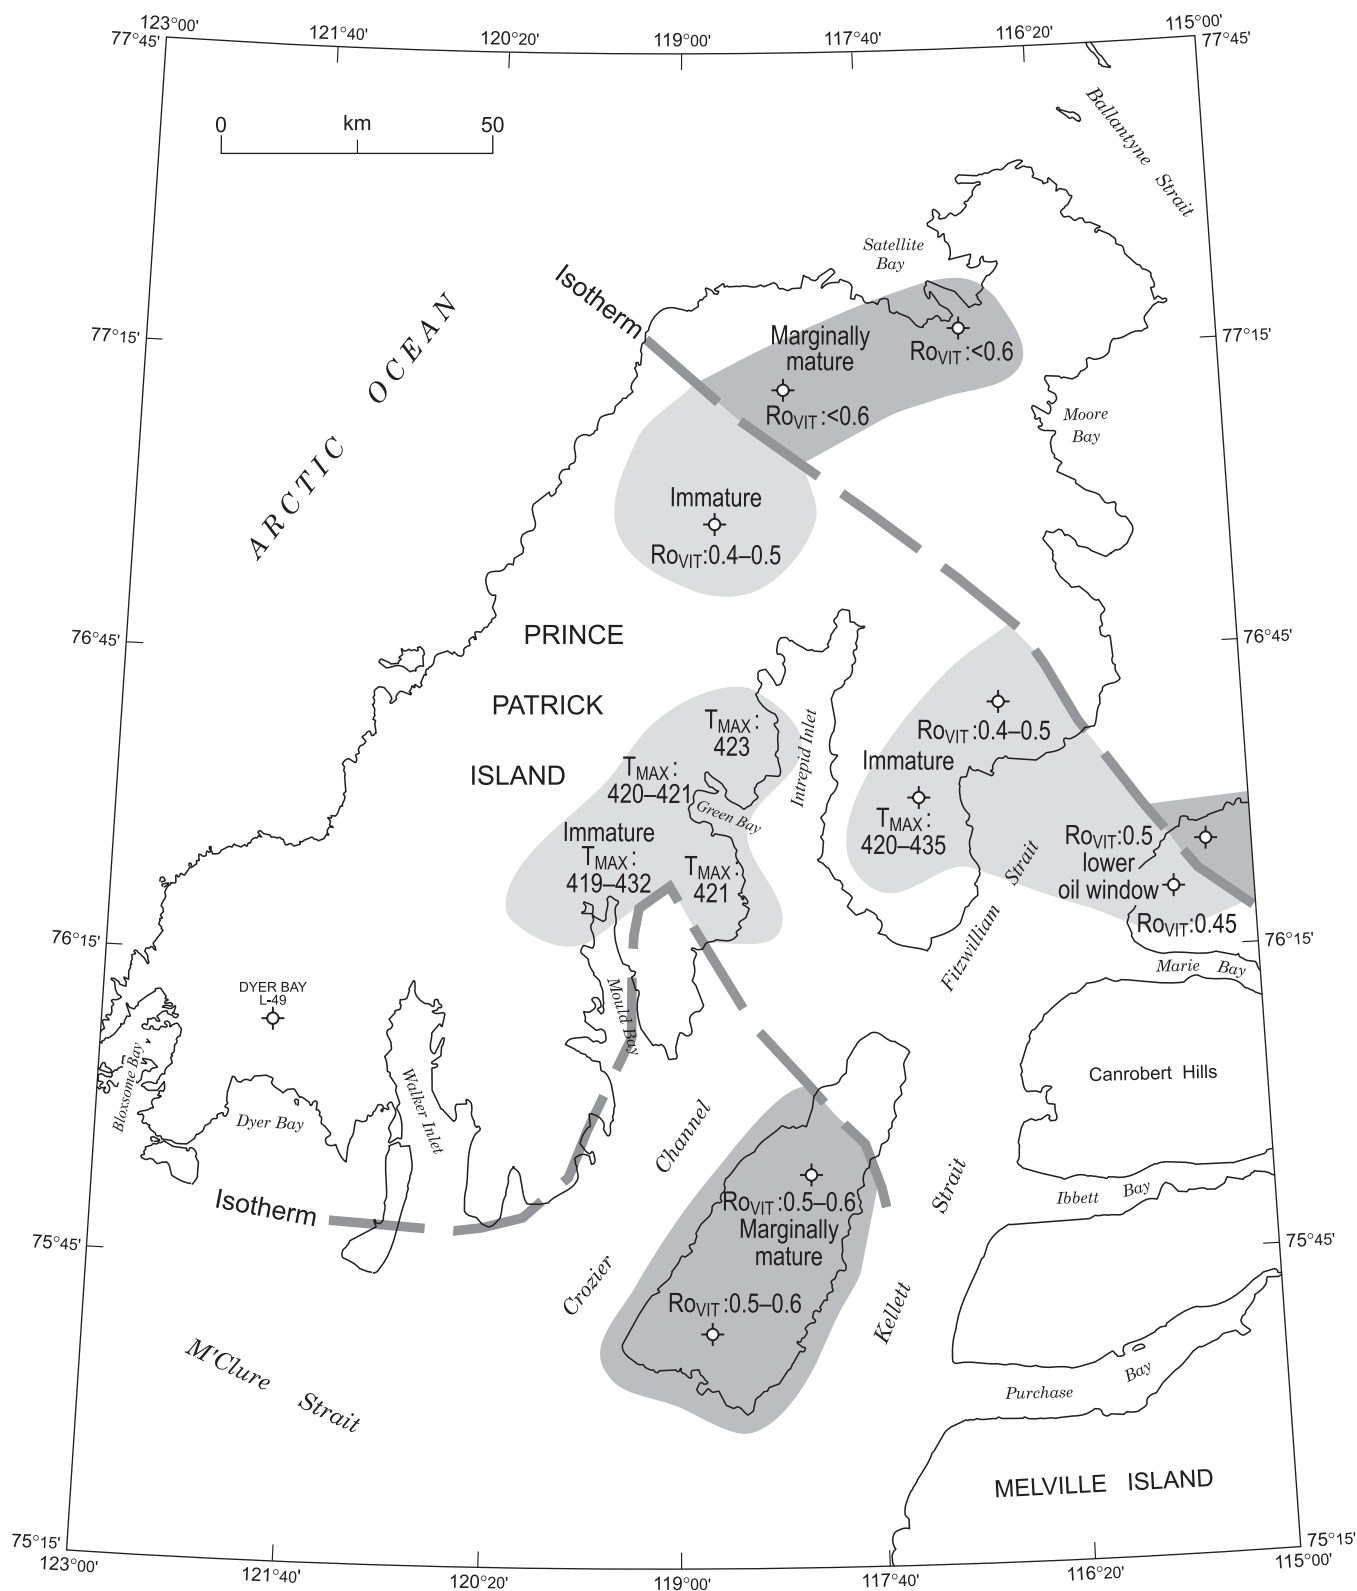 123°00'
121°40'
120°20'
119°00'
117°40'
116°20'
115°00'
77°45'
77°45'
0 km 50
Ballantyne Strait
Satellite
Bay
Isotherm
ARCTIC OCEAN
77°15'
77°15'
Marginally
mature
RoVIT:<0.6
RoVIT:<0.6
Moore
Bay
Immature
RoVIT:0.4–0.5
PRINCE
PATRICK
ISLAND
76°45'
76°45'
TMAX:
423
TMAX:
420–421
Intrepid Inlet
Green Bay
RoVIT:0.4–0.5
Immature
TMAX:
420–435
Immature
TMAX:
419–432
TMAX:
421
RoVIT:0.5
lower
oil window
RoVIT:0.45
Fitzwilliam Strait
76°15'
76°15'
Marie Bay
DYER BAY
L-49
Mould Bay
Bloxsome Bay
Dyer Bay
Walker Inlet
Canrobert Hills
Crozier Channel
Kellett Strait
Ibbett Bay
Isotherm
RoVIT:0.5–0.6
Marginally
mature
RoVIT:0.5–0.6
75°45'
75°45'
M'Clure Strait
Purchase Bay
MELVILLE ISLAND
75°15'
75°15'
123°00'
121°40'
120°20'
119°00'
117°40'
116°20'
115°00'